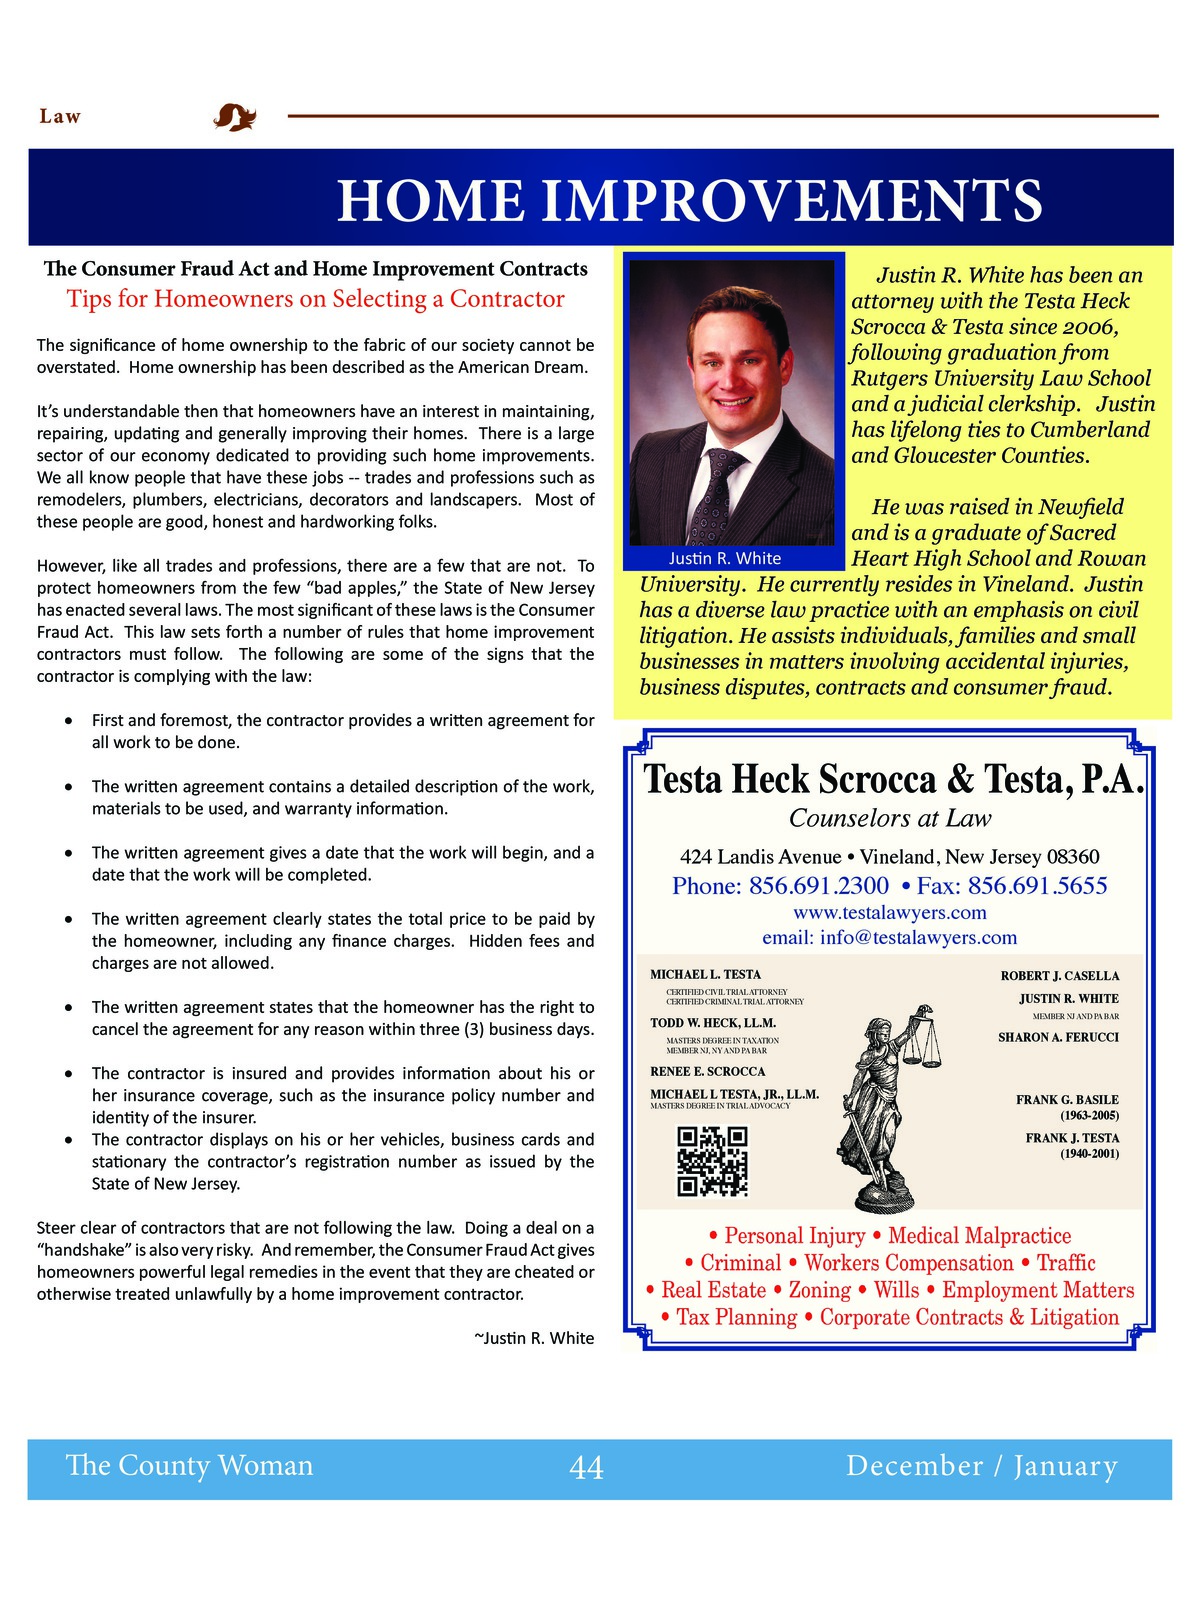 Law
HOME IMPROVEMENTS
The Consumer Fraud Act and Home Improvement Contracts
Tips for Homeowners on Selecting a Contractor
The significance of home ownership to the fabric of our society cannot be
overstated.  Home ownership has been described as the American Dream.
It’s understandable then that homeowners have an interest in maintaining,
repairing, updating and generally improving their homes.  There is a large
sector of our economy dedicated to providing such home improvements.
We all know people that have these jobs -- trades and professions such as
remodelers, plumbers, electricians, decorators and landscapers.  Most of
these people are good, honest and hardworking folks.
However, like all trades and professions, there are a few that are not.  To
protect homeowners from the few “bad apples,” the State of New Jersey
has enacted several laws. The most significant of these laws is the Consumer
Fraud Act.  This law sets forth a number of rules that home improvement
contractors must follow.  The following are some of the signs that the
contractor is complying with the law:
• First and foremost, the contractor provides a written agreement for
all work to be done.
• The written agreement contains a detailed description of the work,
materials to be used, and warranty information.
• The written agreement gives a date that the work will begin, and a
date that the work will be completed.
• The written agreement clearly states the total price to be paid by
the homeowner, including any finance charges.  Hidden fees and
charges are not allowed.
• The written agreement states that the homeowner has the right to
cancel the agreement for any reason within three (3) business days.
• The contractor is insured and provides information about his or
her insurance coverage, such as the insurance policy number and
identity of the insurer.
• The contractor displays on his or her vehicles, business cards and
stationary the contractor’s registration number as issued by the
State of New Jersey.
Steer clear of contractors that are not following the law.  Doing a deal on a
“handshake” is also very risky.  And remember, the Consumer Fraud Act gives
homeowners powerful legal remedies in the event that they are cheated or
otherwise treated unlawfully by a home improvement contractor.
~Justin R. White
Justin R. White
Justin R. White has been an
attorney with the Testa Heck
Scrocca & Testa since 2006,
following graduation from
Rutgers University Law School
and a judicial clerkship.  Justin
has lifelong ties to Cumberland
and Gloucester Counties.
He was raised in Newfield
and is a graduate of Sacred
Heart High School and Rowan
University.  He currently resides in Vineland.  Justin
has a diverse law practice with an emphasis on civil
litigation. He assists individuals, families and small
businesses in matters involving accidental injuries,
business disputes, contracts and consumer fraud.
Testa Heck Scrocca & Testa, P.A.
Counselors at Law
424 Landis Avenue • Vineland, New Jersey 08360
Phone: 856.691.2300 • Fax: 856.691.5655
www.testalawyers.com
email: info@testalawyers.com
MICHAEL L. TESTA
CERTIFIED CIVIL TRIAL ATTORNEY
CERTIFIED CRIMINAL TRIAL ATTORNEY
TODD W. HECK, LL.M.
MASTERS DEGREE IN TAXATION
MEMBER NJ, NY AND PA BAR
RENEE E. SCROCCA
MICHAEL L TESTA, JR., LL.M.
MASTERS DEGREE IN TRIAL ADVOCACY
ROBERT J. CASELLA
JUSTIN R. WHITE
MEMBER NJ AND PA BAR
SHARON A. FERUCCI
FRANK G. BASILE
(1963-2005)
FRANK J. TESTA
(1940-2001)
• Personal Injury • Medical Malpractice
• Criminal • Workers Compensation • Traffic
• Real Estate • Zoning • Wills • Employment Matters
• Tax Planning • Corporate Contracts & Litigation
The County Woman
44
December / January